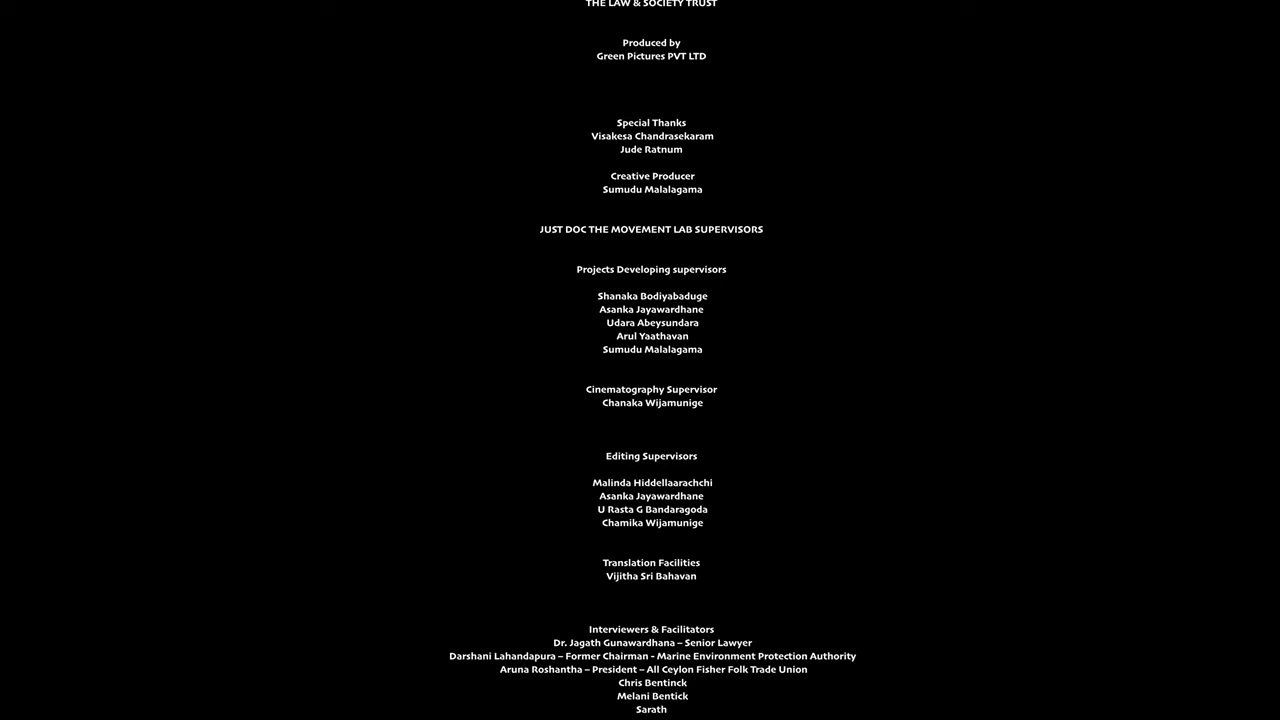 THE LAW & SOCIETY TRUST
Produced by
Green Pictures PVT LTD
Special Thanks
Visakesa Chandrasekaram
Jude Ratnum
Creative Producer
Sumudu Malalagama
JUST DOC THE MOVEMENT LAB SUPERVISORS
Projects Developing supervisors
Shanaka Bodiyabaduge
Asanka Jayawardhane
Udara Abeysundara
Arul Yaathavan
Sumudu Malalagama
Cinematography Supervisor
Chanaka Wijamunige
Editing Supervisors
Malinda Hiddellaarachchi
Asanka Jayawardhane
U Rasta G Bandaragoda
Chamika Wijamunige
Translation Facilities
Vijitha Sri Bahavan
Interviewers & Facilitators
Dr. Jagath Gunawardhana – Senior Lawyer
Darshani Lahandapura – Former Chairman - Marine Environment Protection Authority
Aruna Roshantha – President – All Ceylon Fisher Folk Trade Union
Chris Bentinck
Melani Bentick
Sarath